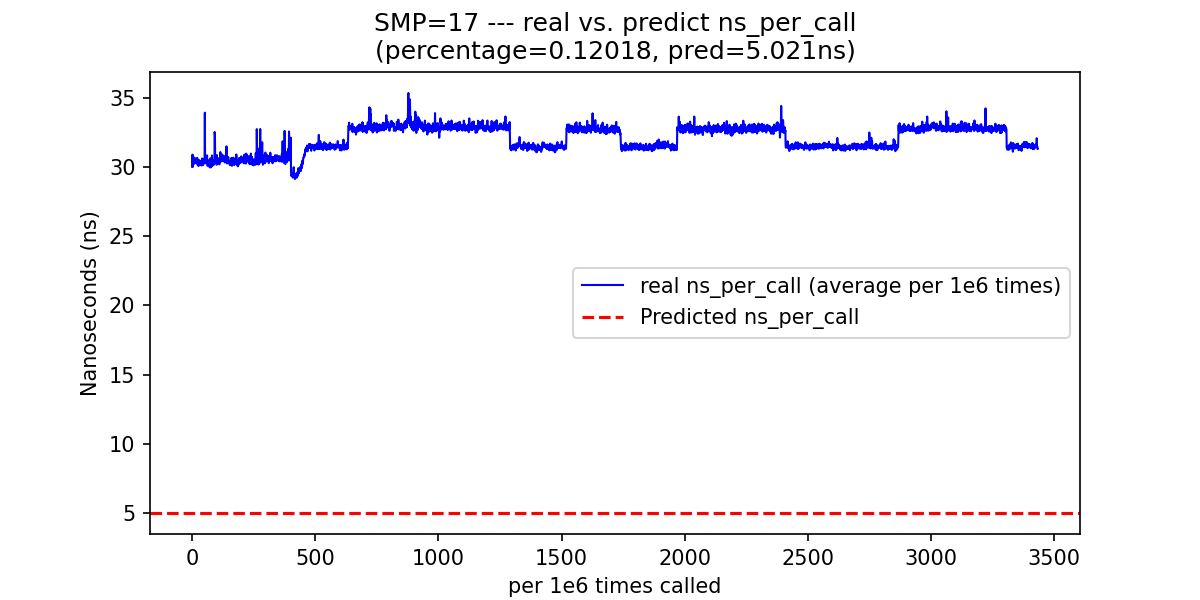 SMP=17 --- real vs. predict ns_per_call
(percentage=0.12018, pred=5.021ns)
35
30
25
20
15
10
5
Nanoseconds (ns)
real ns_per_call (average per 1e6 times)
Predicted ns_per_call
0 500 1000 1500 2000 2500 3000 3500
per 1e6 times called